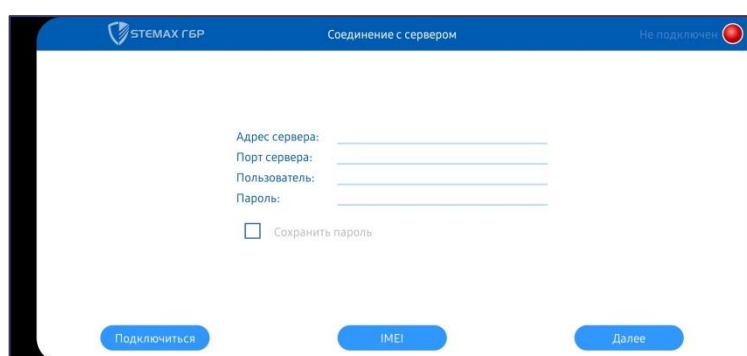 STEMAX ГБР
Соединение с сервером
Не подключен
Адрес сервера:
Порт сервера:
Пользователь:
Пароль:
Сохранить пароль
Подключиться
IMEI
Далее